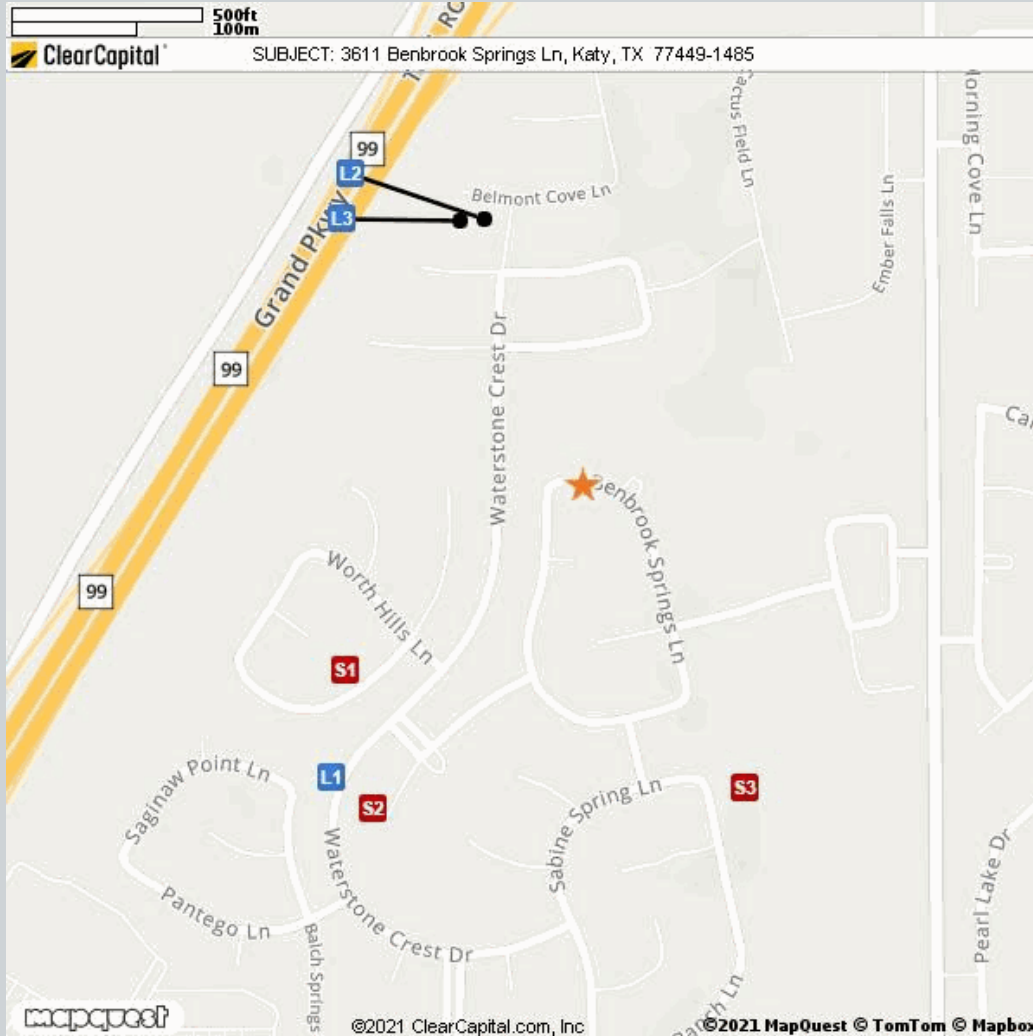 500ft
100m
ClearCapital
SUBJECT: 3611 Benbrook Springs Ln, Katy, TX 77449-1485
99
L2
L3
Grand Pkwy
Belmont Cove Ln
Cactus Field Ln
Ember Falls Ln
Morning Cove Ln
99
Waterstone Crest Dr
Benbrook Springs Ln
99
Worth Hills Ln
S1
L1
S2
S3
Saginaw Point Ln
Sabine Spring Ln
Pantego Ln
Waterstone Crest Dr
Balch Springs
Pearl Lake Dr
Ranch Ln
mapquest
©2021 ClearCapital.com, Inc
©2021 MapQuest © TomTom © Mapbox